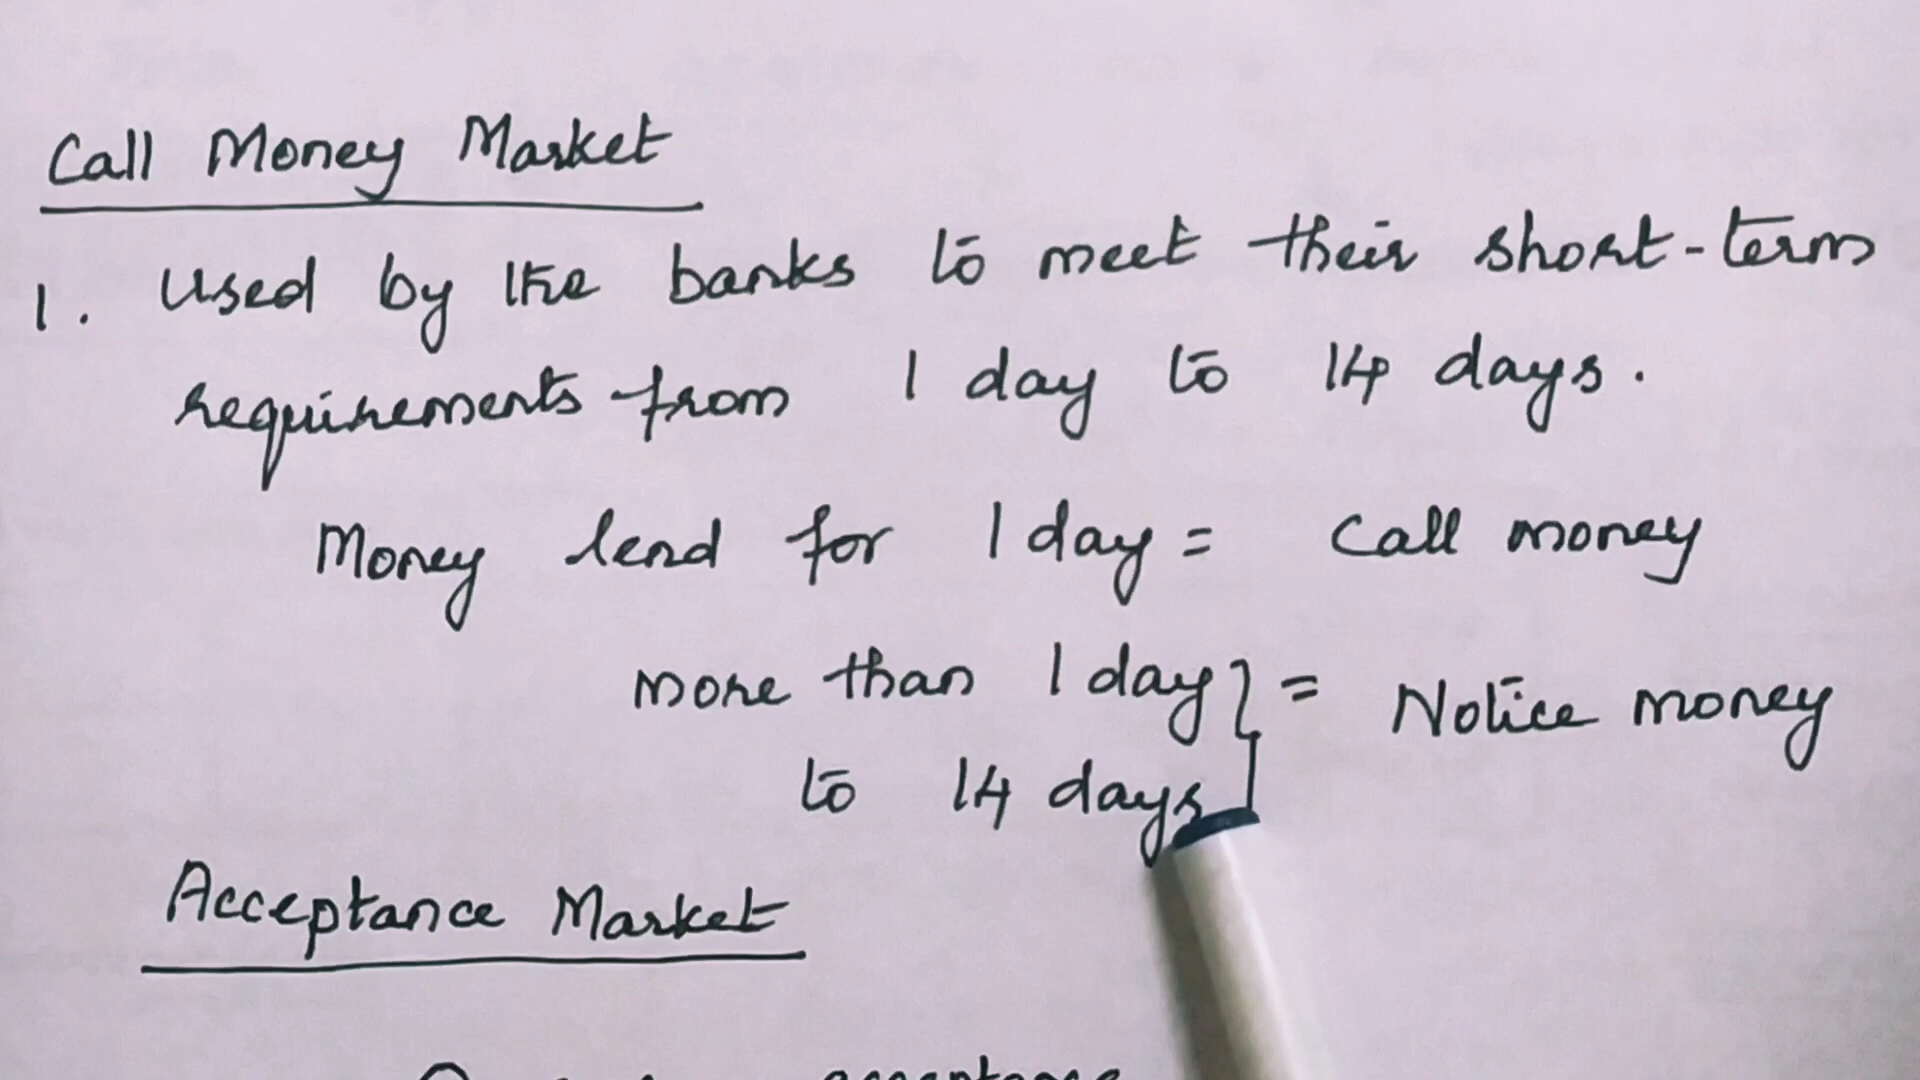 Call Money Market
1. Used by the banks to meet their short-term
requirements from 1 day to 14 days.
Money lend for 1 day = Call money
more than 1 day } = Notice money
to 14 days
Acceptance Market
acceptance